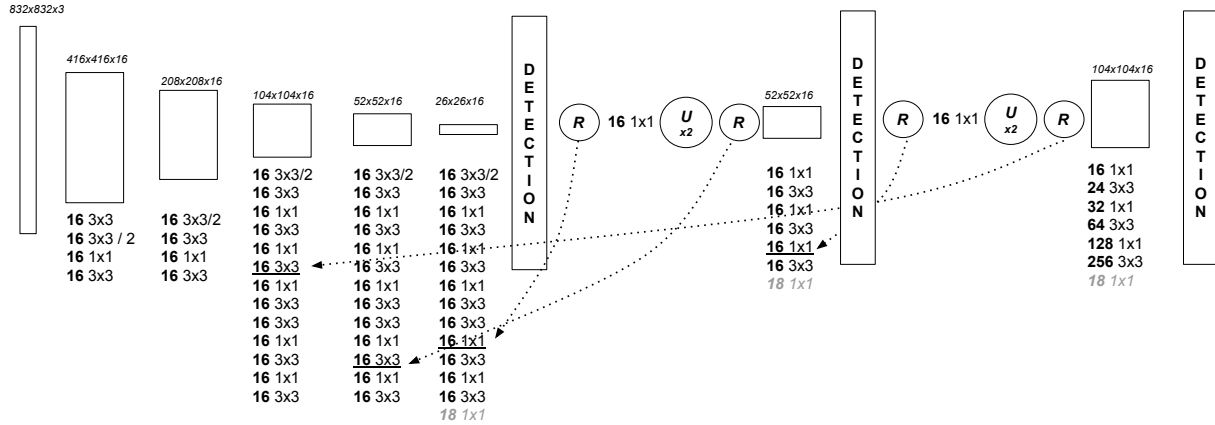 832x832x3
416x416x16
16 3x3
16 3x3 / 2
16 1x1
16 3x3
208x208x16
16 3x3/2
16 3x3
16 1x1
16 3x3
104x104x16
16 3x3/2
16 3x3
16 1x1
16 3x3
16 1x1
16 3x3
16 1x1
16 3x3
16 3x3
16 1x1
16 3x3
16 1x1
16 3x3
52x52x16
16 3x3/2
16 3x3
16 1x1
16 3x3
16 1x1
16 3x3
16 1x1
16 3x3
16 3x3
16 1x1
16 3x3
16 1x1
16 3x3
26x26x16
16 3x3/2
16 3x3
16 1x1
16 3x3
16 1x1
16 3x3
16 1x1
16 3x3
16 3x3
16 1x1
16 3x3
16 1x1
16 3x3
18 1x1
DETECTION
R
16 1x1
U
x2
R
52x52x16
16 1x1
16 3x3
16 1x1
16 3x3
16 1x1
16 3x3
18 1x1
DETECTION
R
16 1x1
U
x2
R
104x104x16
16 1x1
24 3x3
32 1x1
64 3x3
128 1x1
256 3x3
18 1x1
DETECTION